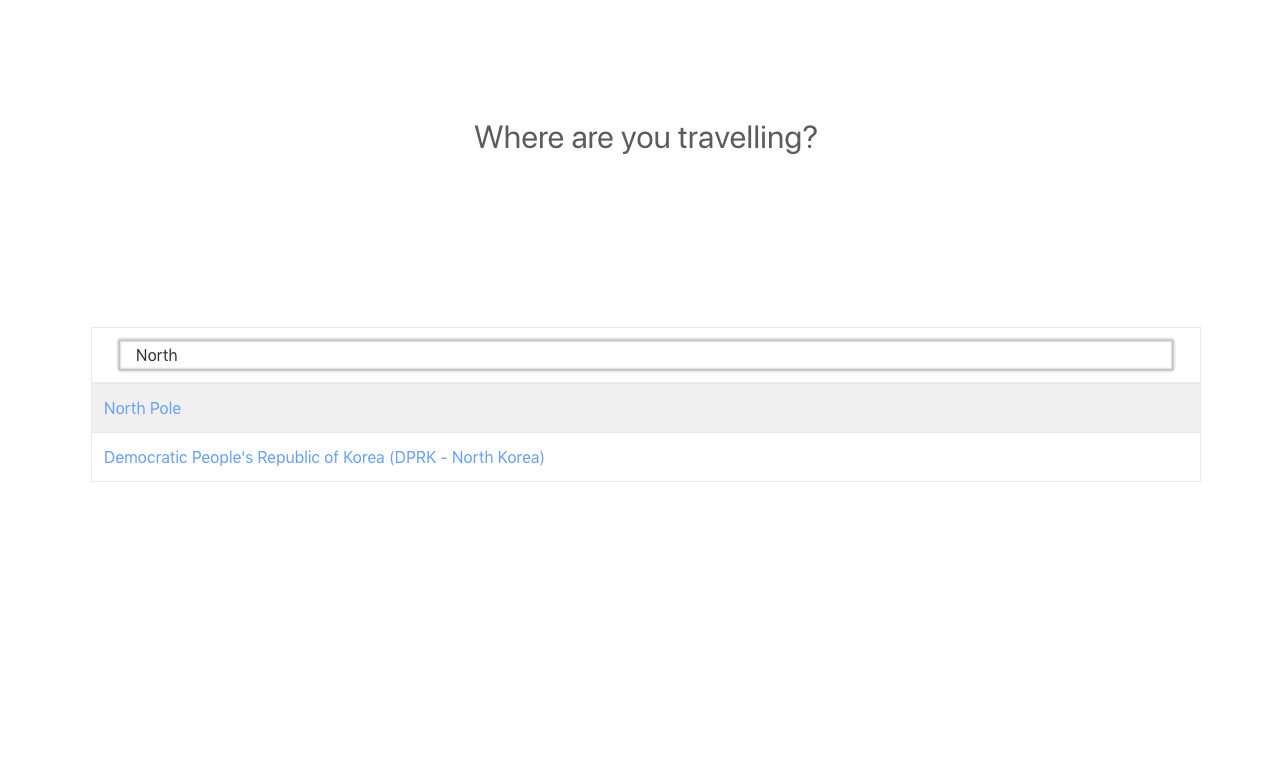 Where are you travelling?
North
North Pole
Democratic People's Republic of Korea (DPRK - North Korea)